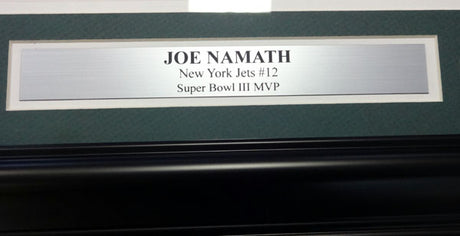 JOE NAMATH
New York Jets #12
Super Bowl III MVP